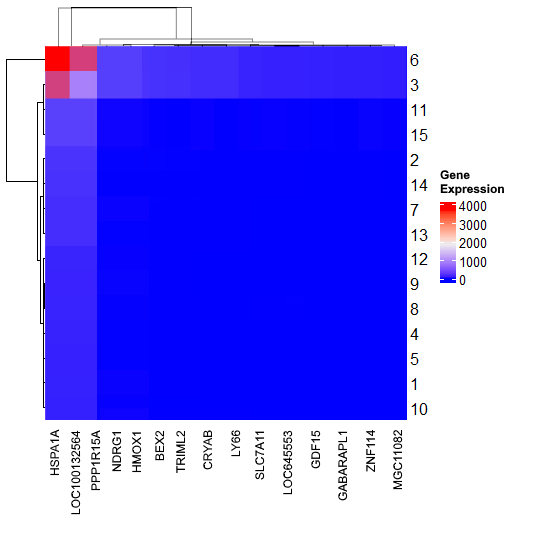 6
3
11
15
2
14
7
13
12
9
8
4
5
1
10
Gene
Expression
4000
3000
2000
1000
0
HSPA1A
LOC100132564
PPP1R15A
NDRG1
HMOX1
BEX2
TRIML2
CRYAB
LY66
SLC7A11
LOC645553
GDF15
GABARAPL1
ZNF114
MGC11082